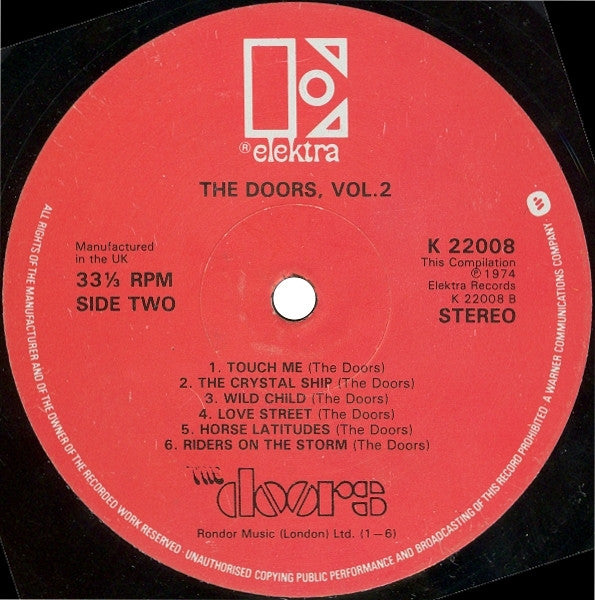 ® elektra
THE DOORS, VOL.2
Manufactured
in the UK
33⅓ RPM
SIDE TWO
K 22008
This Compilation
℗ 1974
Elektra Records
K 22008 B
STEREO
1. TOUCH ME (The Doors)
2. THE CRYSTAL SHIP (The Doors)
3. WILD CHILD (The Doors)
4. LOVE STREET (The Doors)
5. HORSE LATITUDES (The Doors)
6. RIDERS ON THE STORM (The Doors)
THE doors
Rondor Music (London) Ltd. (1–6)
ALL RIGHTS OF THE MANUFACTURER AND OF THE OWNER OF THE RECORDED WORK RESERVED · UNAUTHORISED COPYING PUBLIC PERFORMANCE AND BROADCASTING OF THIS RECORD PROHIBITED · A WARNER COMMUNICATIONS COMPANY